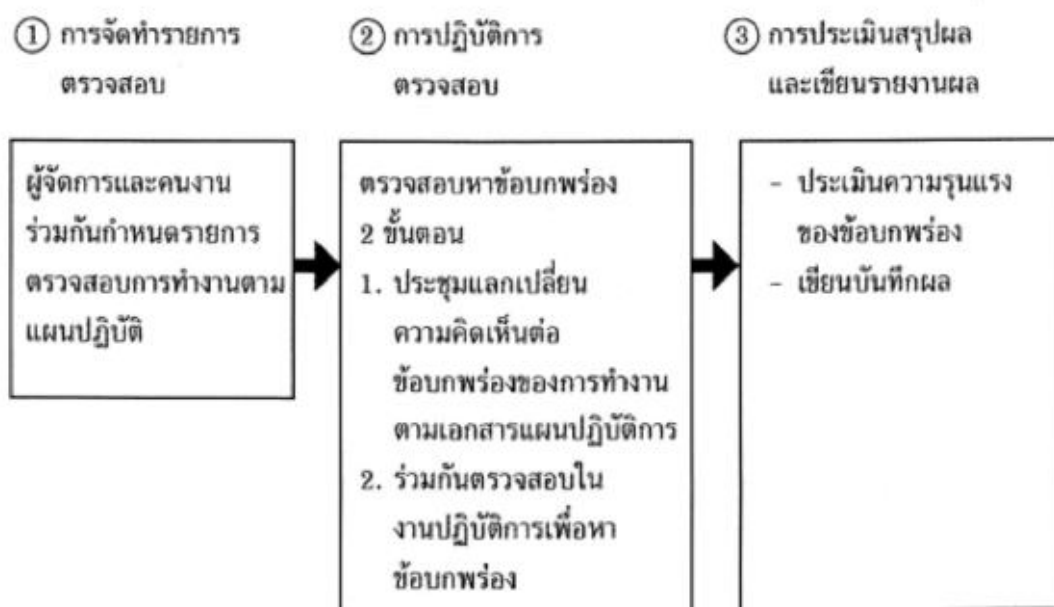 ① การจัดทำรายการ
ตรวจสอบ
② การปฏิบัติการ
ตรวจสอบ
③ การประเมินสรุปผล
และเขียนรายงานผล
ผู้จัดการและคนงาน
ร่วมกันกำหนดรายการ
ตรวจสอบการทำงานตาม
แผนปฏิบัติ
ตรวจสอบหาข้อบกพร่อง
2 ขั้นตอน
1. ประชุมแลกเปลี่ยน
ความคิดเห็นต่อ
ข้อบกพร่องของการทำงาน
ตามเอกสารแผนปฏิบัติการ
2. ร่วมกันตรวจสอบใน
งานปฏิบัติการเพื่อหา
ข้อบกพร่อง
- ประเมินความรุนแรง
ของข้อบกพร่อง
- เขียนบันทึกผล